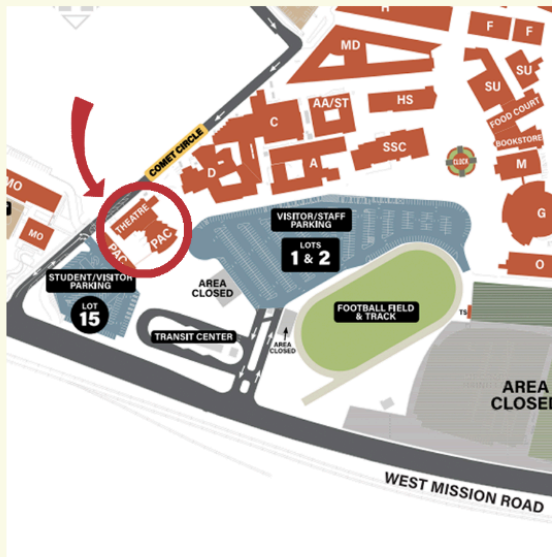 H
F
F
MD
SU
SU
AA/ST
HS
C
FOOD COURT
BOOKSTORE
SSC
A
D
CLOCK
M
COMET CIRCLE
MO
MO
THEATRE
PAC
PAC
G
O
VISITOR/STAFF
PARKING
LOTS
1 & 2
STUDENT/VISITOR
PARKING
LOT
15
AREA
CLOSED
TRANSIT CENTER
AREA
CLOSED
FOOTBALL FIELD
& TRACK
TS
AREA
CLOSE
WEST MISSION ROAD